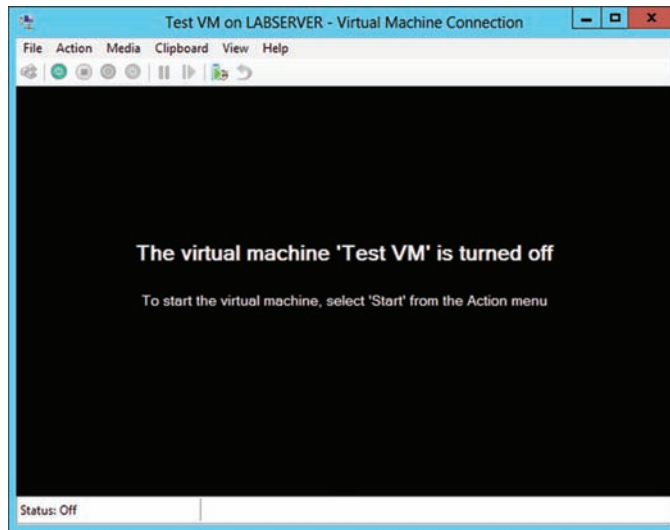 Test VM on LABSERVER - Virtual Machine Connection
File Action Media Clipboard View Help
The virtual machine 'Test VM' is turned off
To start the virtual machine, select 'Start' from the Action menu
Status: Off